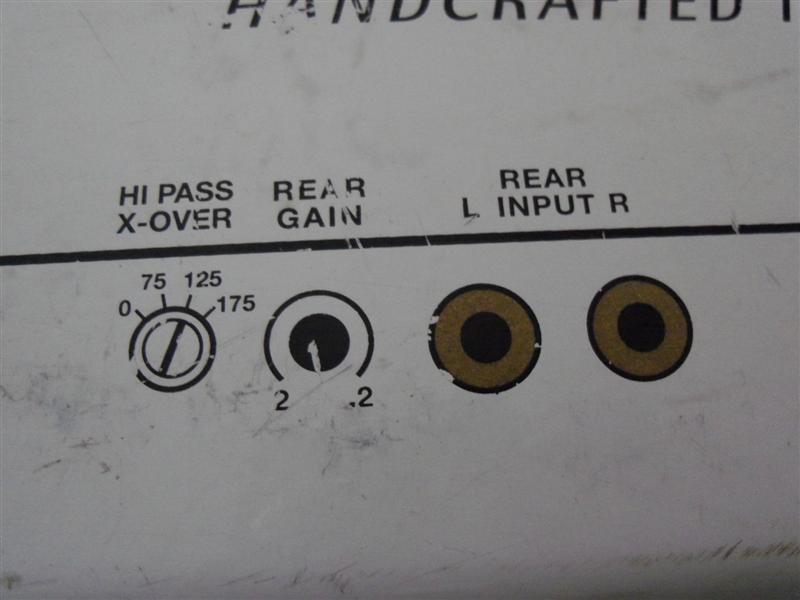 HANDCRAFTED
HI PASS
X-OVER
REAR
GAIN
REAR
L INPUT R
0 75 125 175
2 .2